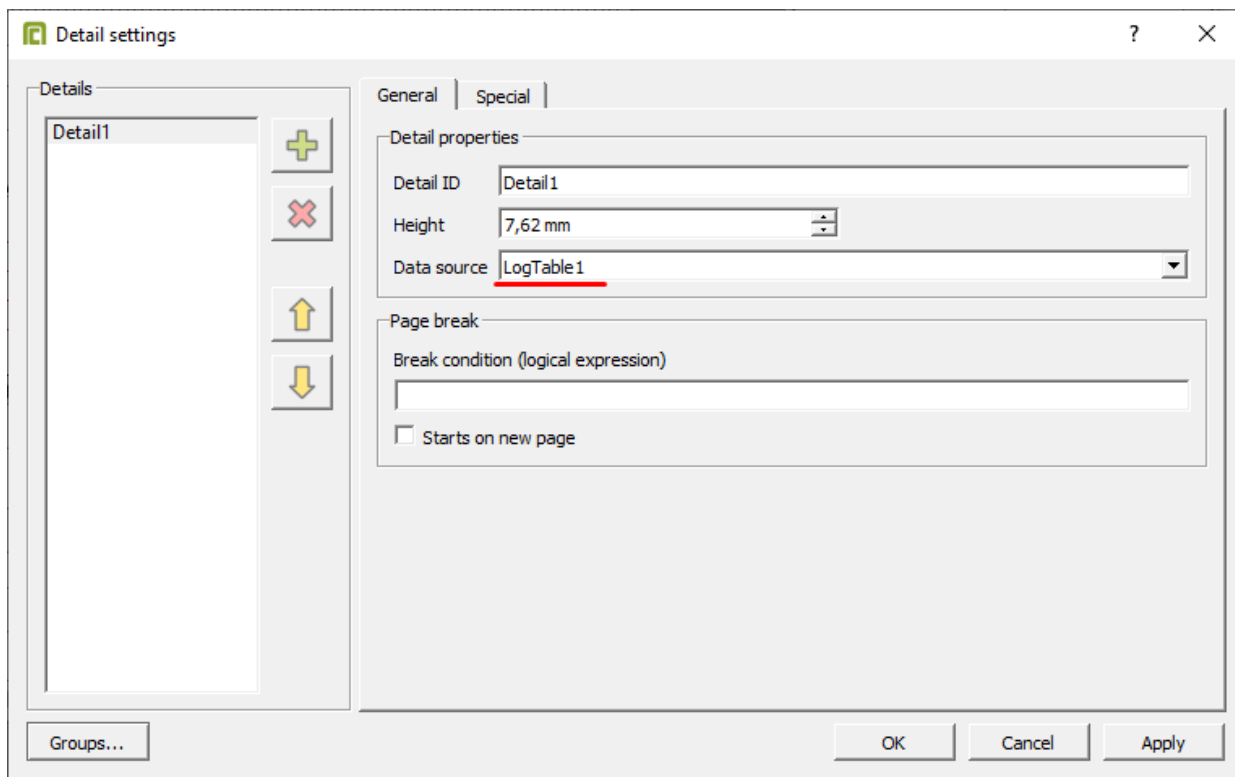 Detail settings
?
Details
Detail1
General
Special
Detail properties
Detail ID
Detail1
Height
7,62 mm
Data source
LogTable1
Page break
Break condition (logical expression)
Starts on new page
Groups...
OK
Cancel
Apply